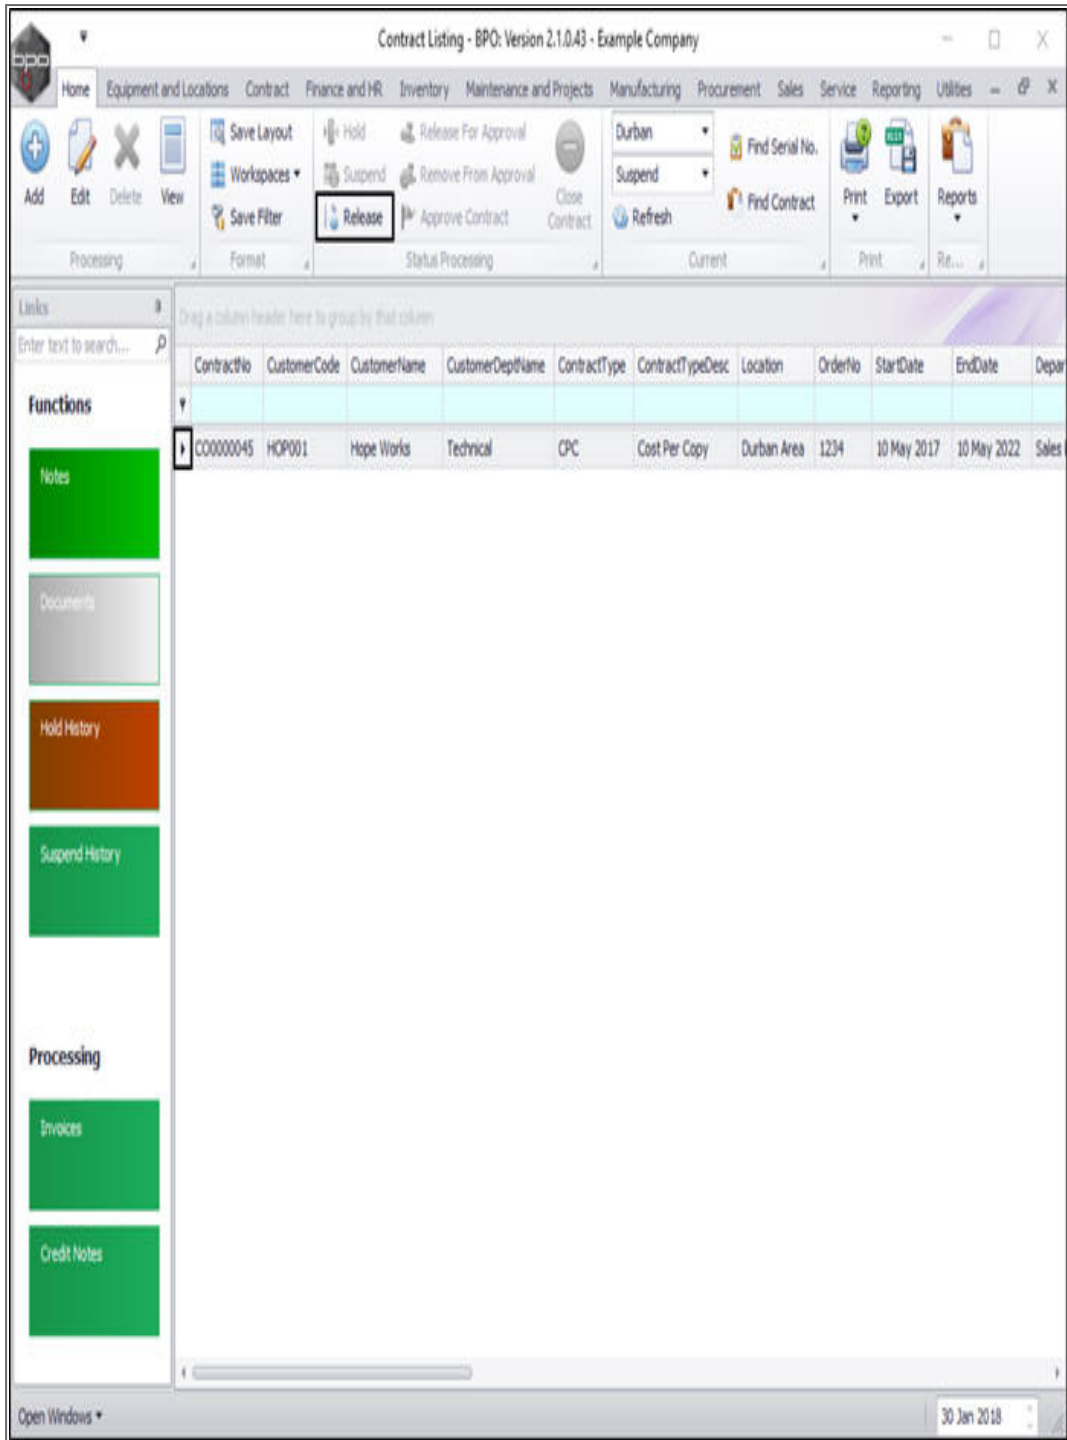 Contract Listing - BPO: Version 2.1.0.43 - Example Company
bpo
Home Equipment and Locations Contract Finance and HR Inventory Maintenance and Projects Manufacturing Procurement Sales Service Reporting Utilities
Save Layout Hold Release For Approval Durban Find Serial No.
Add Edit Delete View Workspaces Suspend Remove From Approval Close Contract Suspend Find Contract Print Export Reports
Save Filter Release Approve Contract Refresh
Processing Format Status Processing Current Print Re...
Links
Drag a column header here to group by that column
Enter text to search...
ContractNo CustomerCode CustomerName CustomerDeptName ContractType ContractTypeDesc Location OrderNo StartDate EndDate Depar
Functions
CO0000045 HOP001 Hope Works Technical CPC Cost Per Copy Durban Area 1234 10 May 2017 10 May 2022 Sales
Notes
Documents
Hold History
Suspend History
Processing
Invoices
Credit Notes
Open Windows 30 Jan 2018